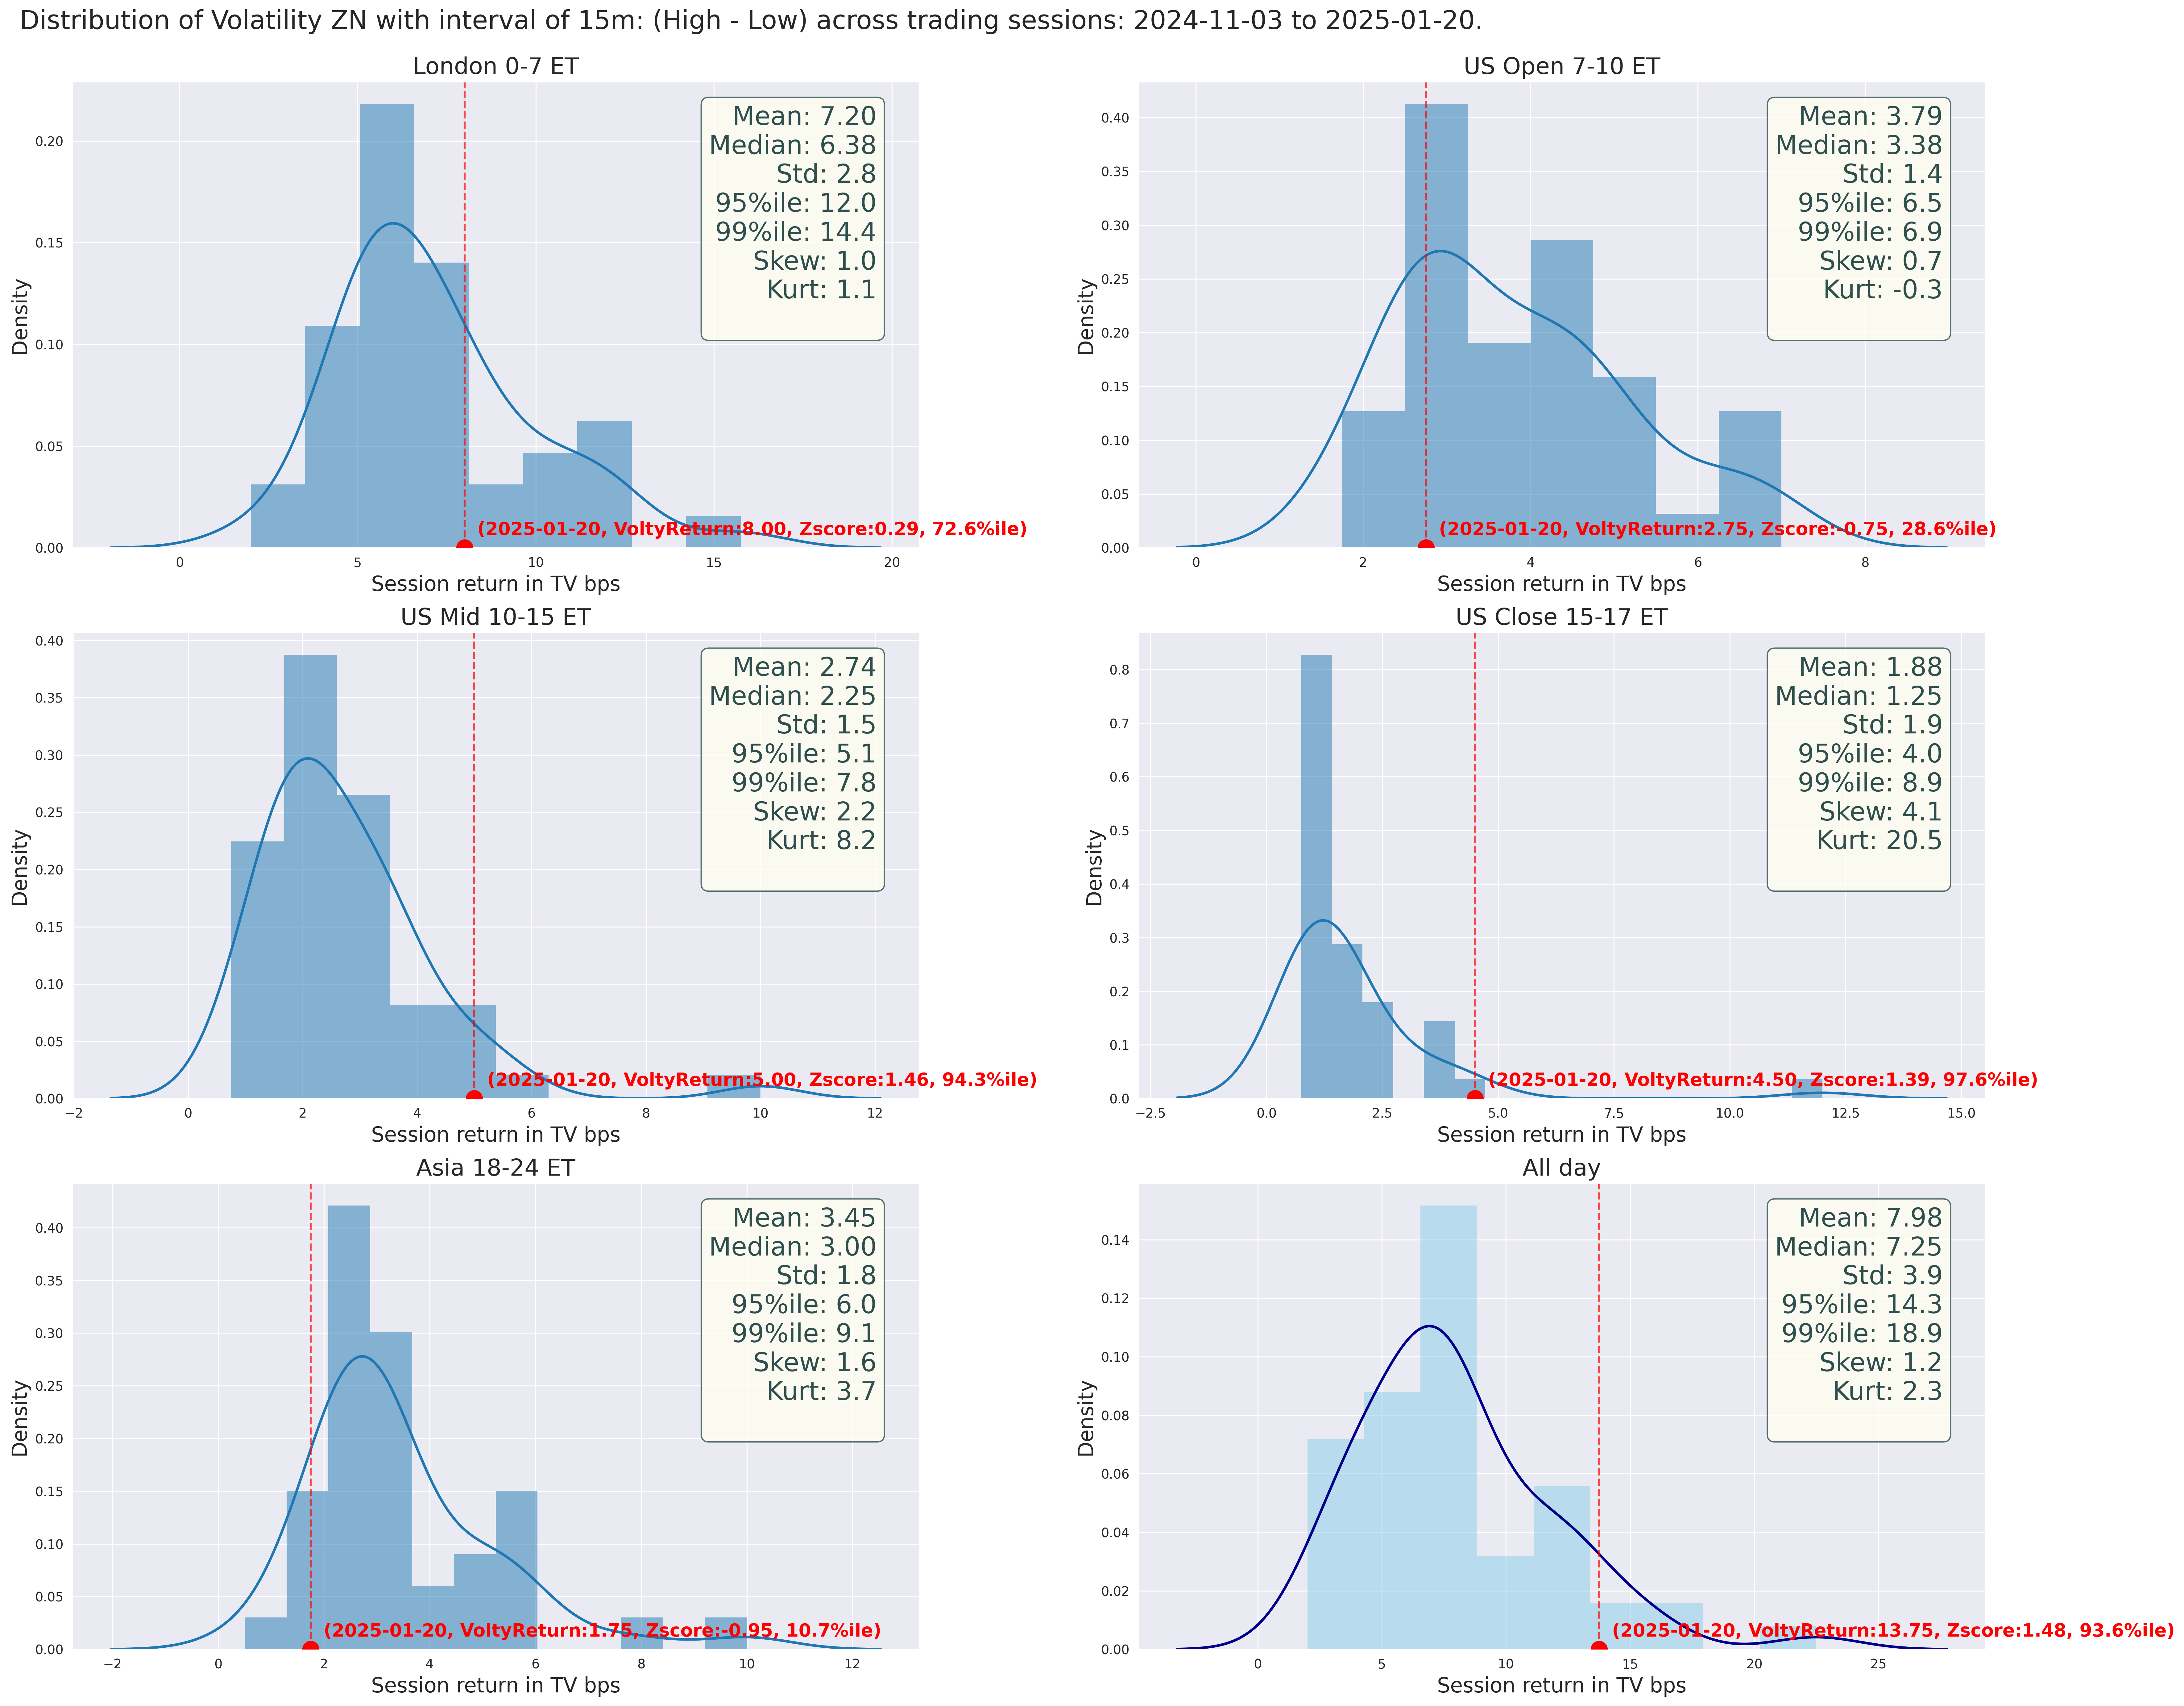 Distribution of Volatility ZN with interval of 15m: (High - Low) across trading sessions: 2024-11-03 to 2025-01-20.
London 0-7 ET
Density
0.20
0.15
0.10
0.05
0.00
Mean: 7.20
Median: 6.38
Std: 2.8
95%ile: 12.0
99%ile: 14.4
Skew: 1.0
Kurt: 1.1
(2025-01-20, VoltyReturn:8.00, Zscore:0.29, 72.6%ile)
0 5 10 15 20
Session return in TV bps
US Open 7-10 ET
Density
0.40
0.35
0.30
0.25
0.20
0.15
0.10
0.05
0.00
Mean: 3.79
Median: 3.38
Std: 1.4
95%ile: 6.5
99%ile: 6.9
Skew: 0.7
Kurt: -0.3
(2025-01-20, VoltyReturn:2.75, Zscore:-0.75, 28.6%ile)
0 2 4 6 8
Session return in TV bps
US Mid 10-15 ET
Density
0.40
0.35
0.30
0.25
0.20
0.15
0.10
0.05
0.00
Mean: 2.74
Median: 2.25
Std: 1.5
95%ile: 5.1
99%ile: 7.8
Skew: 2.2
Kurt: 8.2
(2025-01-20, VoltyReturn:5.00, Zscore:1.46, 94.3%ile)
−2 0 2 4 6 8 10 12
Session return in TV bps
US Close 15-17 ET
Density
0.8
0.7
0.6
0.5
0.4
0.3
0.2
0.1
0.0
Mean: 1.88
Median: 1.25
Std: 1.9
95%ile: 4.0
99%ile: 8.9
Skew: 4.1
Kurt: 20.5
(2025-01-20, VoltyReturn:4.50, Zscore:1.39, 97.6%ile)
−2.5 0.0 2.5 5.0 7.5 10.0 12.5 15.0
Session return in TV bps
Asia 18-24 ET
Density
0.40
0.35
0.30
0.25
0.20
0.15
0.10
0.05
0.00
Mean: 3.45
Median: 3.00
Std: 1.8
95%ile: 6.0
99%ile: 9.1
Skew: 1.6
Kurt: 3.7
(2025-01-20, VoltyReturn:1.75, Zscore:-0.95, 10.7%ile)
−2 0 2 4 6 8 10 12
Session return in TV bps
All day
Density
0.14
0.12
0.10
0.08
0.06
0.04
0.02
0.00
Mean: 7.98
Median: 7.25
Std: 3.9
95%ile: 14.3
99%ile: 18.9
Skew: 1.2
Kurt: 2.3
(2025-01-20, VoltyReturn:13.75, Zscore:1.48, 93.6%ile)
0 5 10 15 20 25
Session return in TV bps